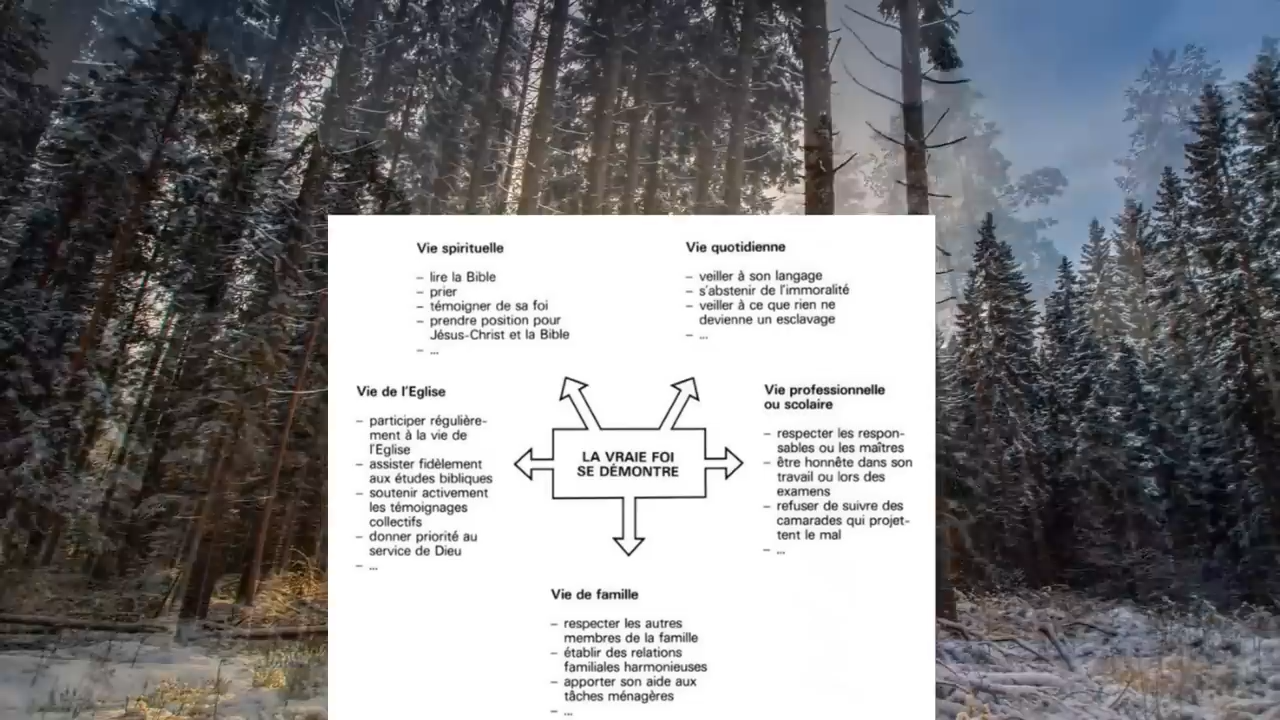 Vie spirituelle
– lire la Bible
– prier
– témoigner de sa foi
– prendre position pour
Jésus-Christ et la Bible
– ...
Vie quotidienne
– veiller à son langage
– s'abstenir de l'immoralité
– veiller à ce que rien ne
devienne un esclavage
– ...
Vie de l'Eglise
– participer régulière-
ment à la vie de
l'Eglise
– assister fidèlement
aux études bibliques
– soutenir activement
les témoignages
collectifs
– donner priorité au
service de Dieu
– ...
LA VRAIE FOI
SE DÉMONTRE
Vie professionnelle
ou scolaire
– respecter les respon-
sables ou les maîtres
– être honnête dans son
travail ou lors des
examens
– refuser de suivre des
camarades qui projet-
tent le mal
– ...
Vie de famille
– respecter les autres
membres de la famille
– établir des relations
familiales harmonieuses
– apporter son aide aux
tâches ménagères
– ...